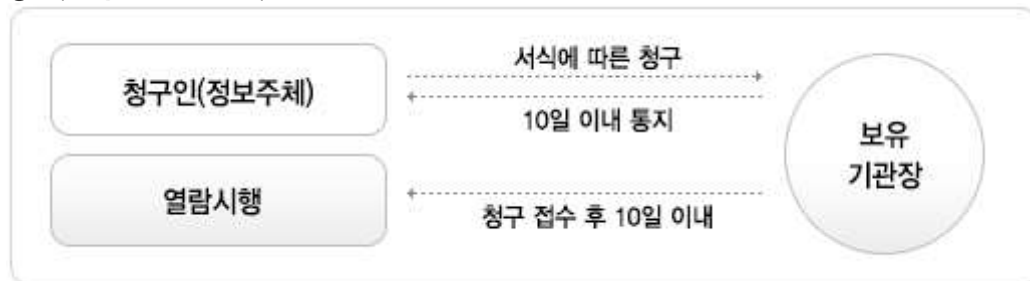 서식에 따른 청구
청구인(정보주체)
10일 이내 통지
보유
기관장
열람시행
청구 접수 후 10일 이내